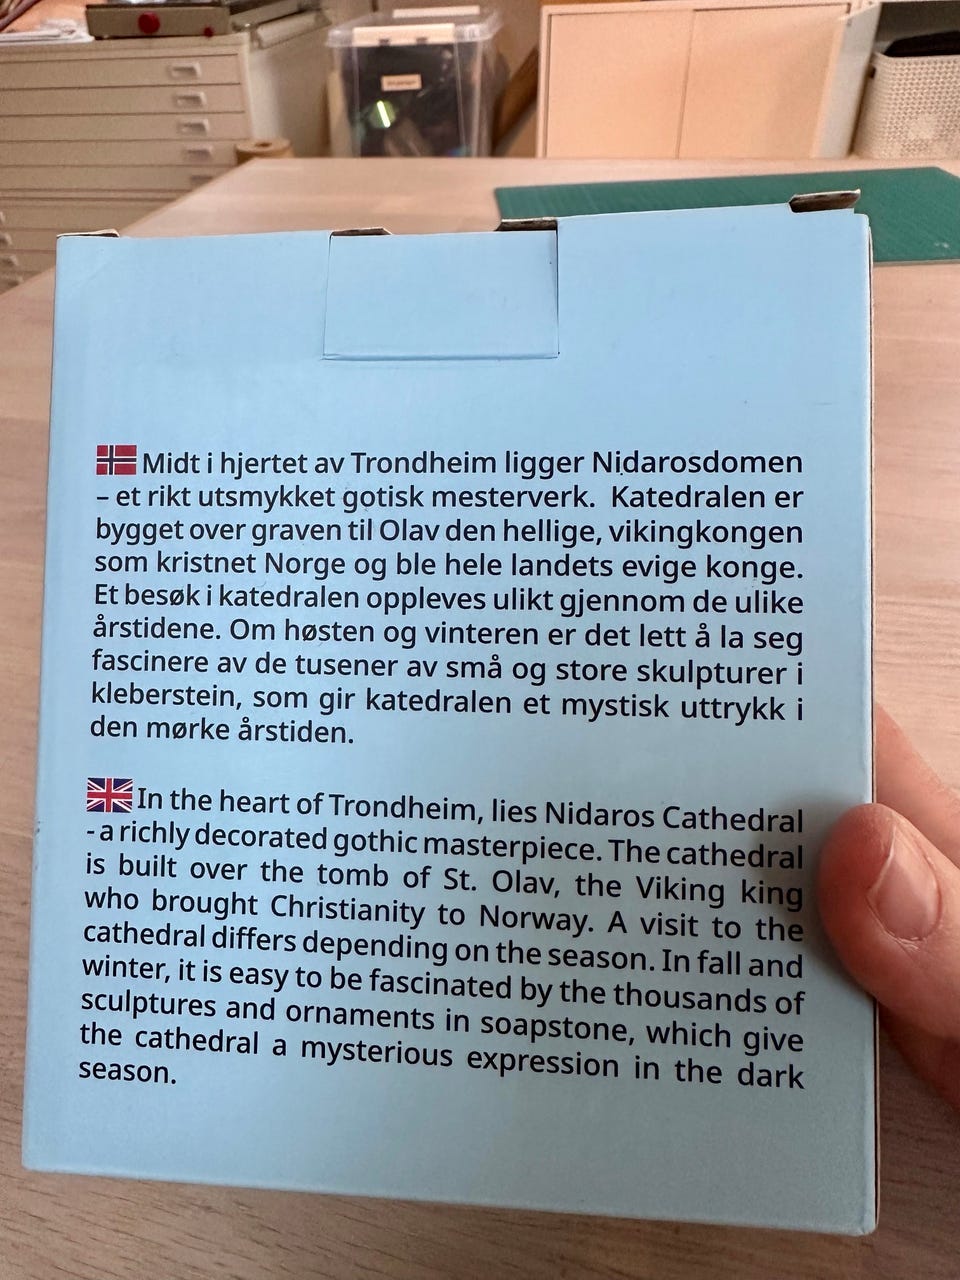 Midt i hjertet av Trondheim ligger Nidarosdomen
– et rikt utsmykket gotisk mesterverk. Katedralen er
bygget over graven til Olav den hellige, vikingkongen
som kristnet Norge og ble hele landets evige konge.
Et besøk i katedralen oppleves ulikt gjennom de ulike
årstidene. Om høsten og vinteren er det lett å la seg
fascinere av de tusener av små og store skulpturer i
kleberstein, som gir katedralen et mystisk uttrykk i
den mørke årstiden.
In the heart of Trondheim, lies Nidaros Cathedral
- a richly decorated gothic masterpiece. The cathedral
is built over the tomb of St. Olav, the Viking king
who brought Christianity to Norway. A visit to the
cathedral differs depending on the season. In fall and
winter, it is easy to be fascinated by the thousands of
sculptures and ornaments in soapstone, which give
the cathedral a mysterious expression in the dark
season.